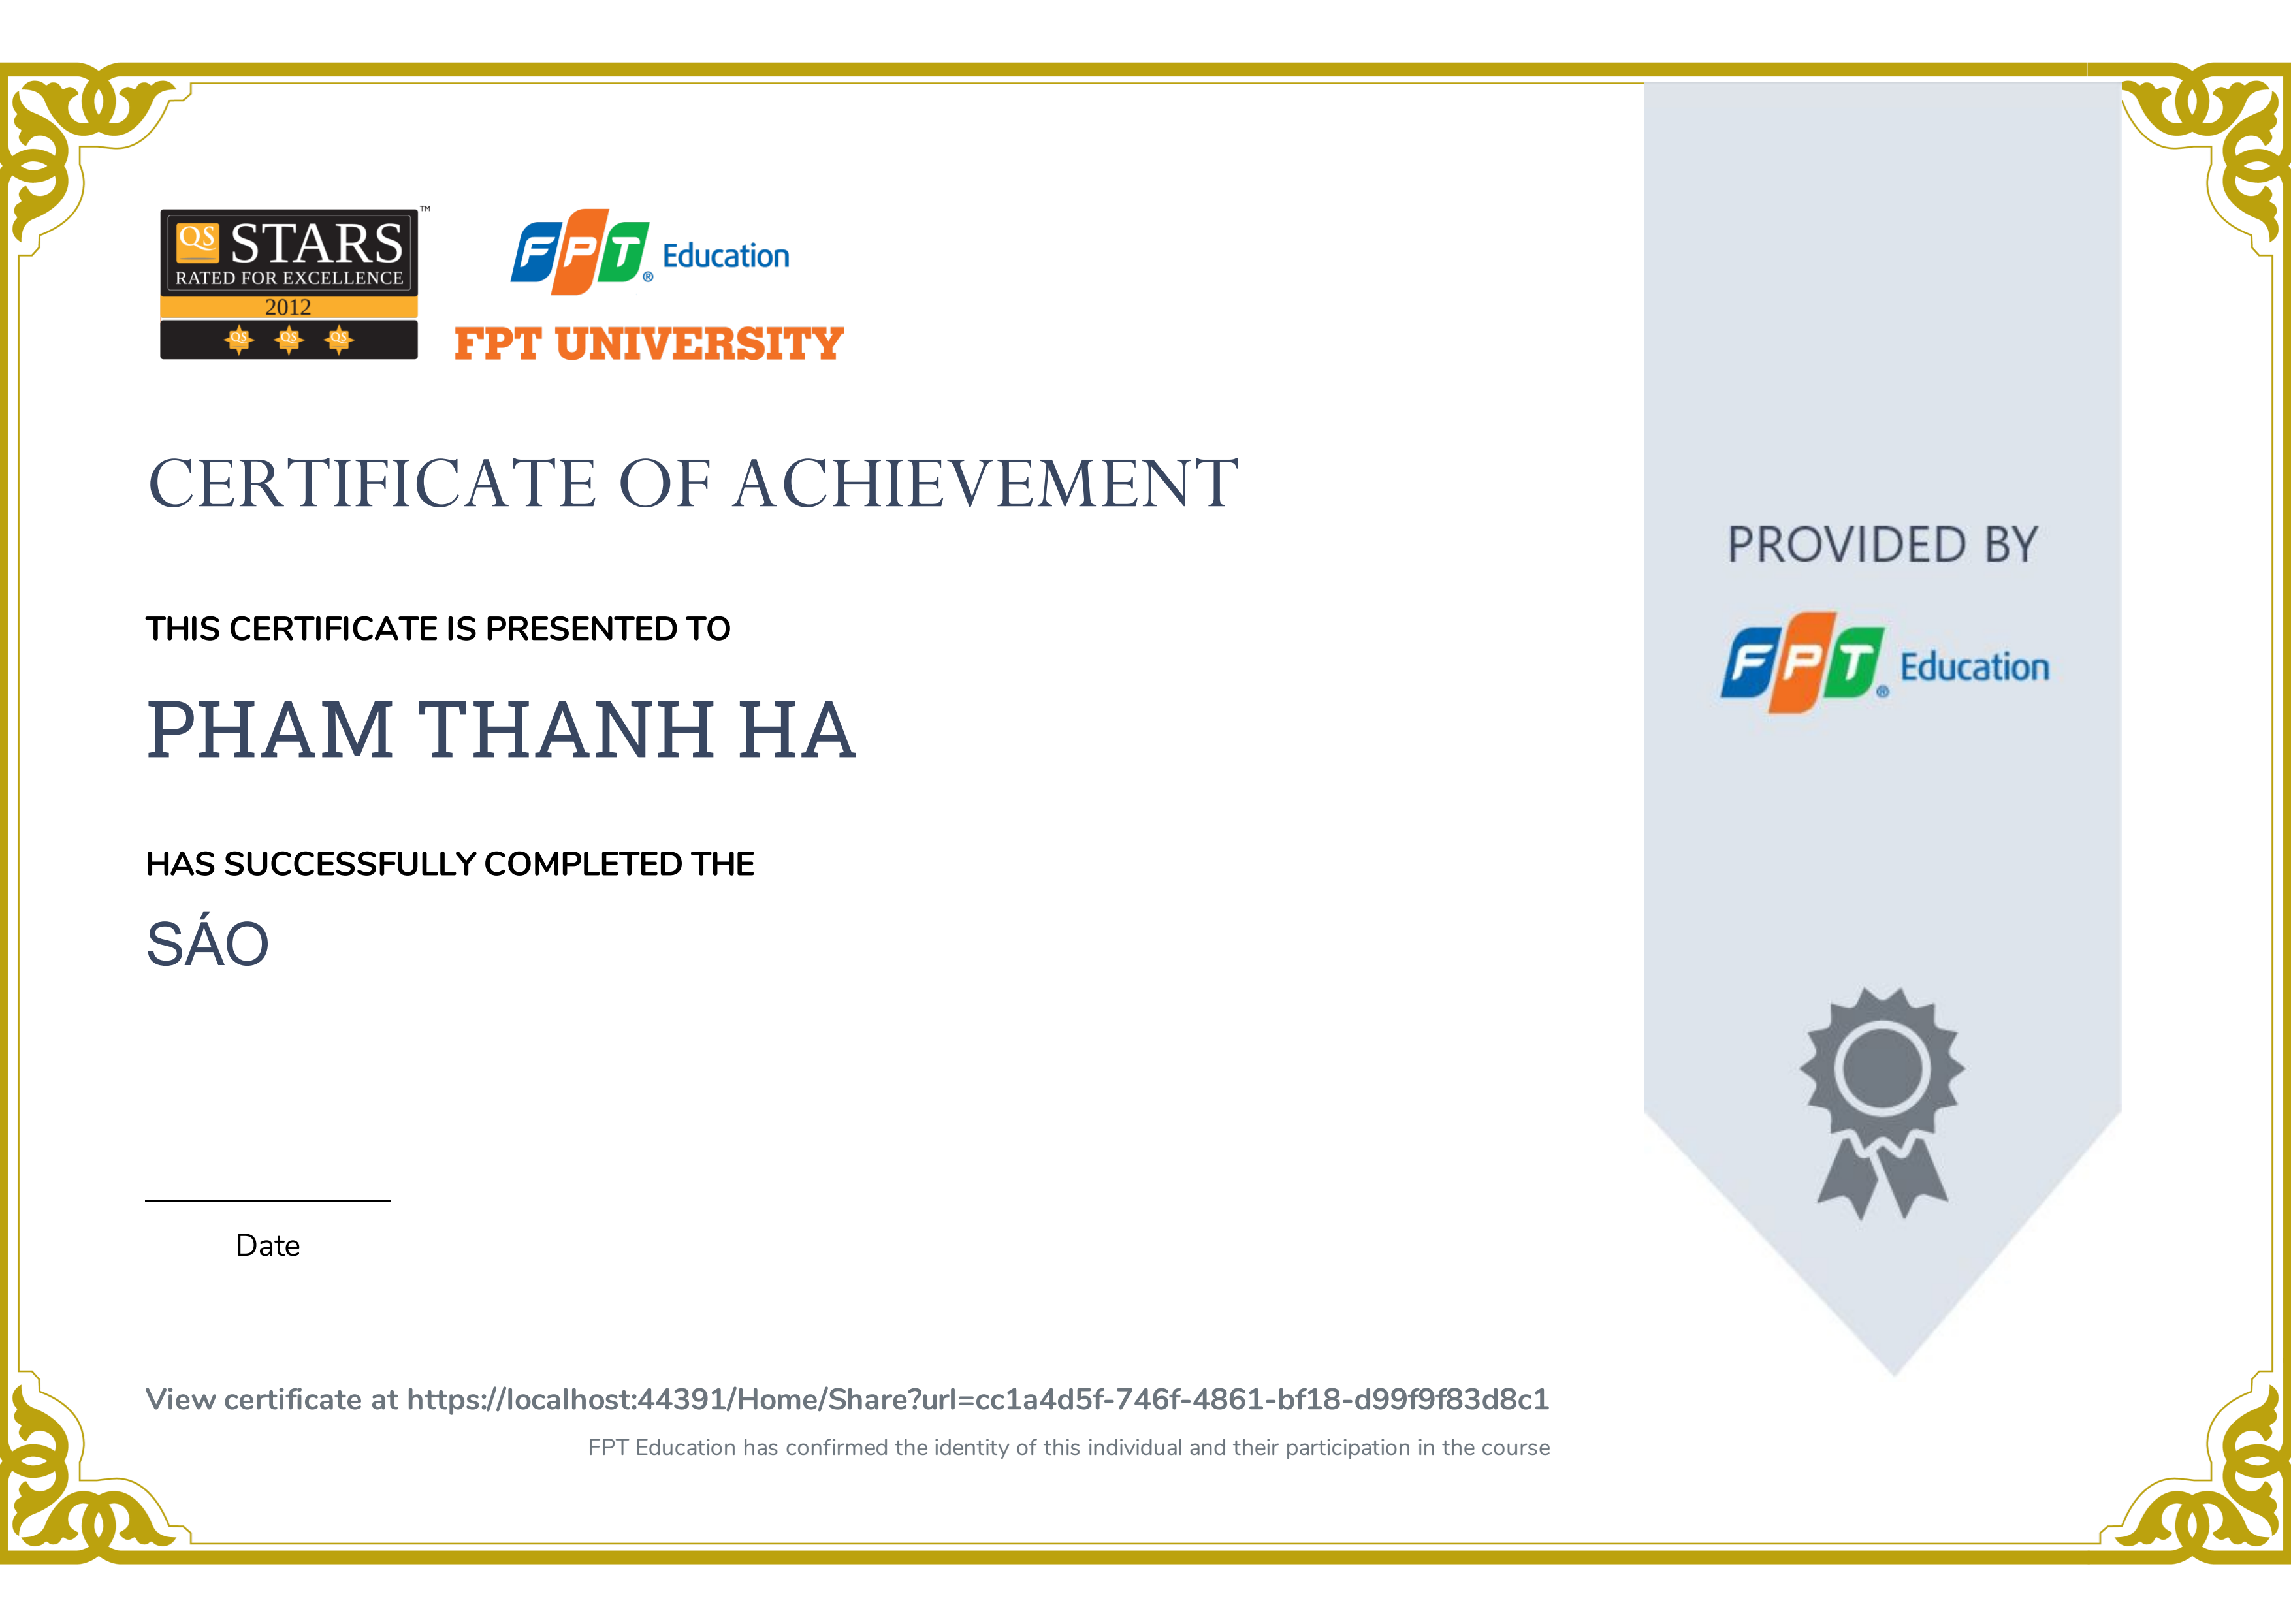 QS STARS™
RATED FOR EXCELLENCE
2012
QS QS QS
FPT® Education
FPT UNIVERSITY
CERTIFICATE OF ACHIEVEMENT
THIS CERTIFICATE IS PRESENTED TO
PHAM THANH HA
HAS SUCCESSFULLY COMPLETED THE
SÁO
Date
View certificate at https://localhost:44391/Home/Share?url=cc1a4d5f-746f-4861-bf18-d99f9f83d8c1
FPT Education has confirmed the identity of this individual and their participation in the course
PROVIDED BY
FPT® Education